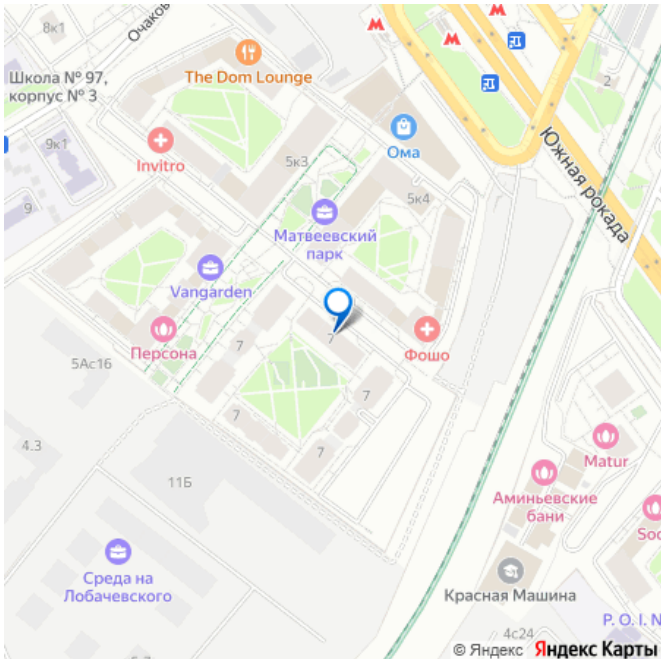 8к1
Очаков
Школа № 97,
корпус № 3
The Dom Lounge
2
Ома
Южная рокада
9к1
Invitro
5к3
5к4
9
Матвеевский
парк
Vangarden
7
Фошо
Персона
7
5Ас16
7
7
7
4.3
11Б
Matur
Аминьевские
бани
Soc
Среда на
Лобачевского
Красная Машина
P. O. I. N
4с24
© Яндекс Яндекс Карты